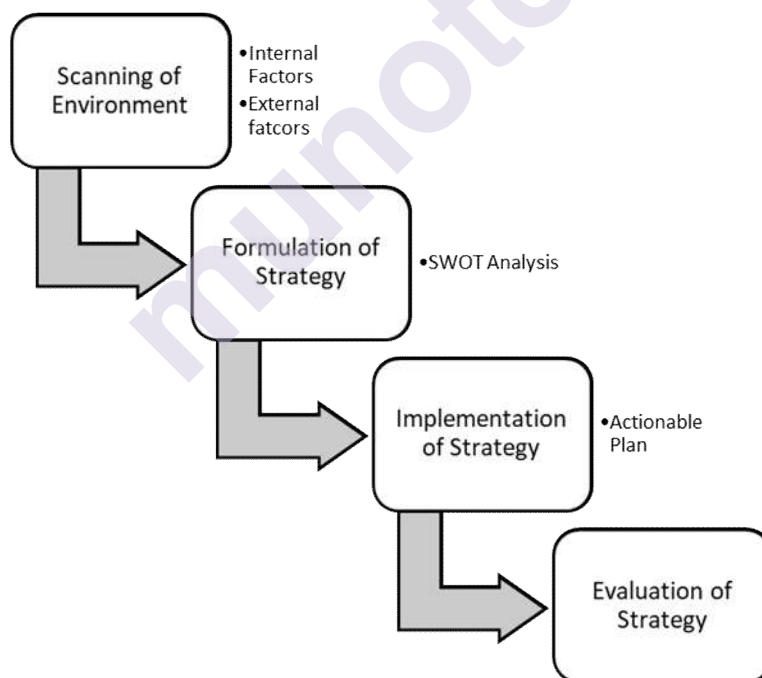 Scanning of
Environment
•Internal
Factors
•External
fatcors
Formulation of
Strategy
•SWOT Analysis
Implementation
of Strategy
•Actionable
Plan
Evaluation of
Strategy
munote